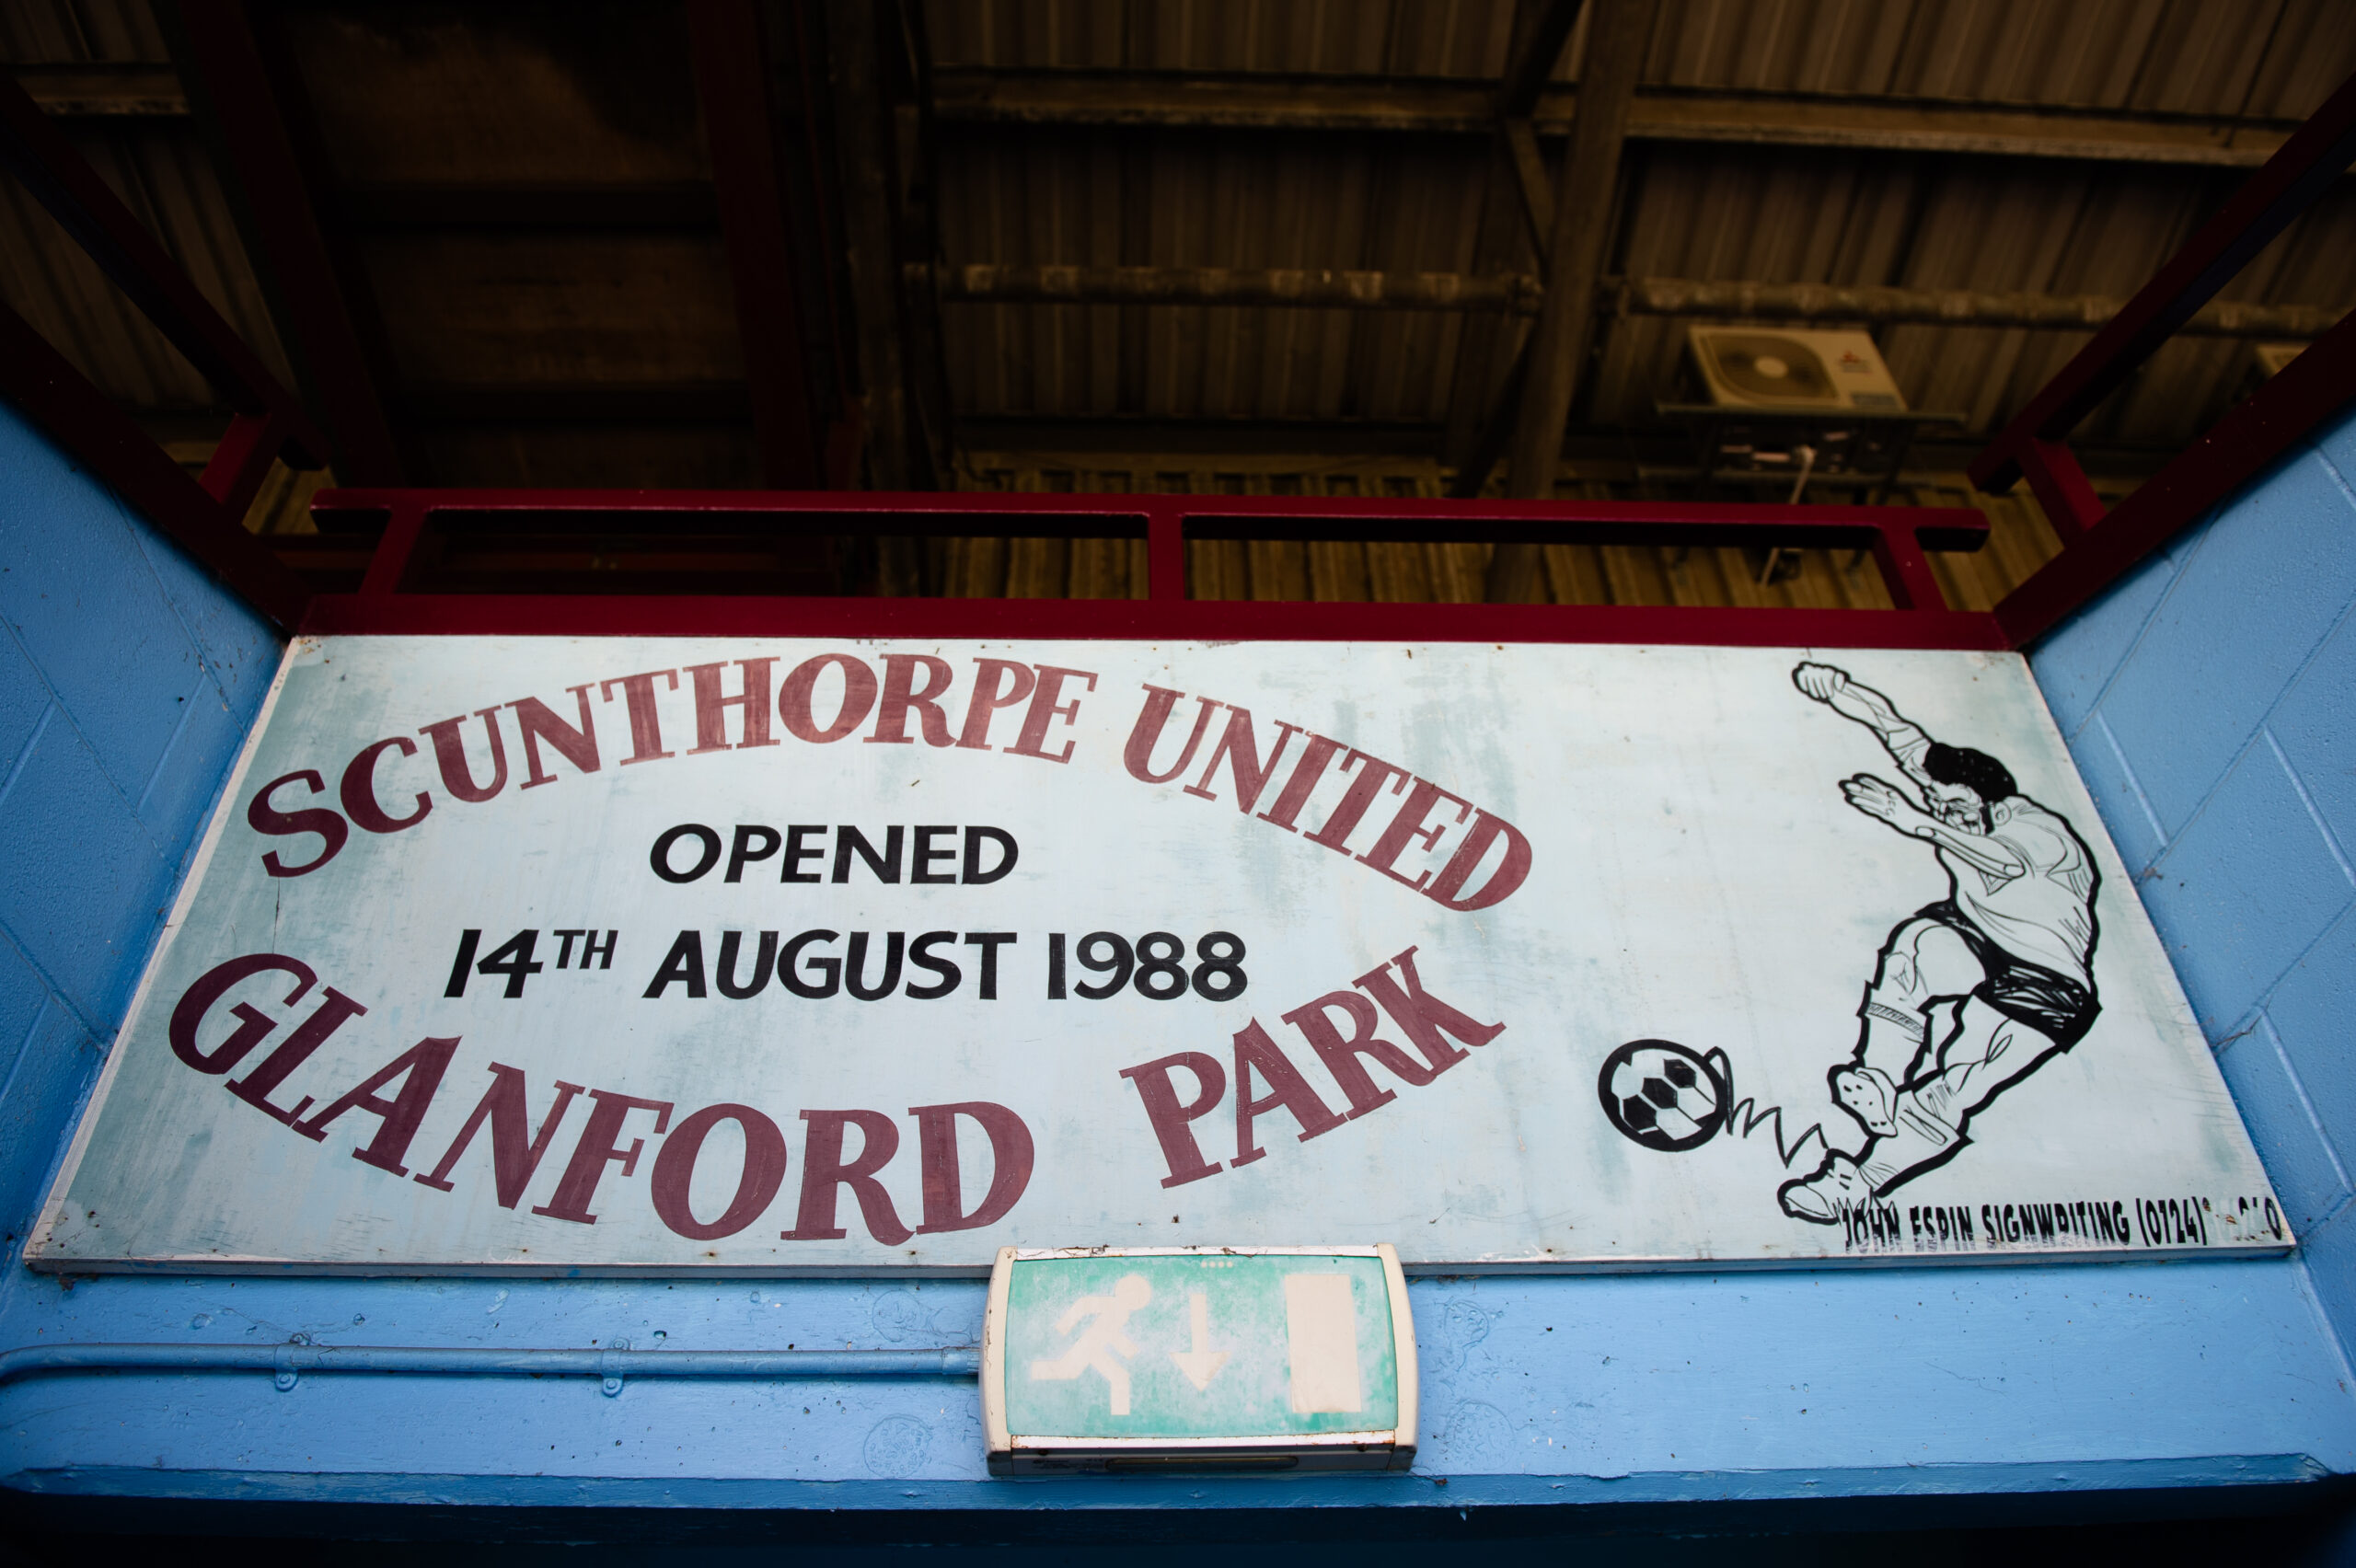 SCUNTHORPE UNITED
OPENED
14TH AUGUST 1988
GLANFORD PARK
JOHN ESPIN SIGNWRITING (0724)